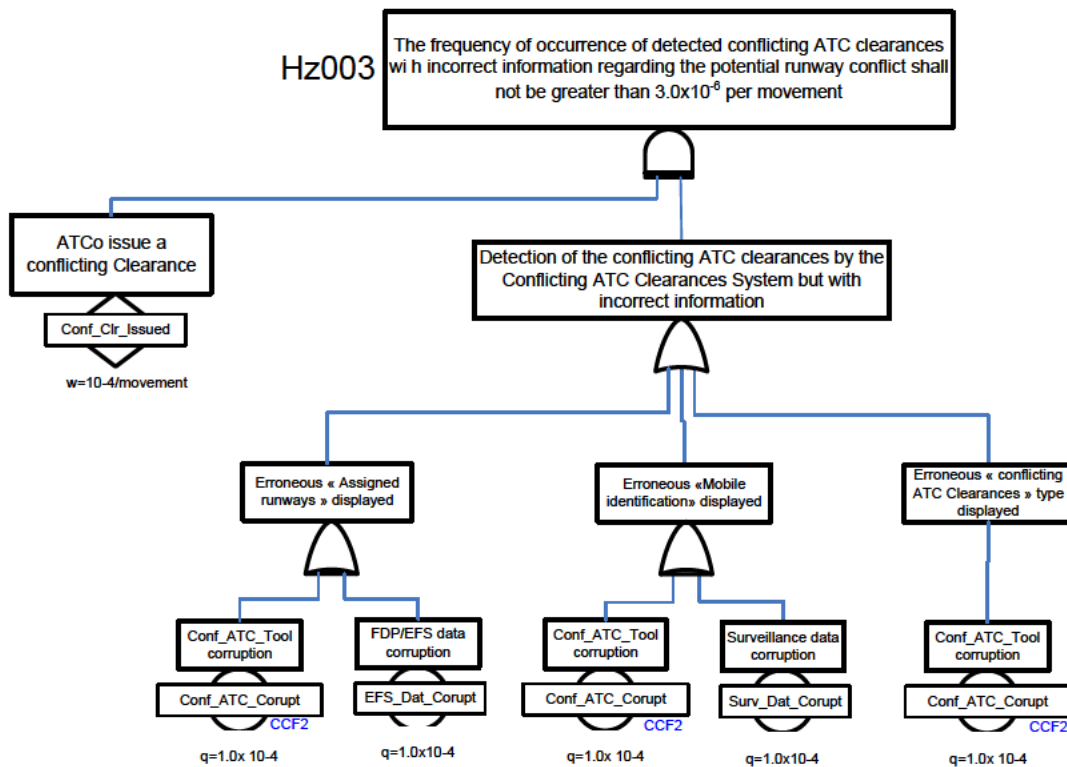 The frequency of occurrence of detected conflicting ATC clearances
Hz003
wi h incorrect information regarding the potential runway conflict shall
not be greater than 3.0x10⁻⁶ per movement
ATCo issue a
conflicting Clearance
Conf_Clr_Issued
w=10-4/movement
Detection of the conflicting ATC clearances by the
Conflicting ATC Clearances System but with
incorrect information
Erroneous « Assigned
runways » displayed
Erroneous «Mobile
identification» displayed
Erroneous « conflicting
ATC Clearances » type
displayed
Conf_ATC_Tool
corruption
Conf_ATC_Corupt
CCF2
q=1.0x 10-4
FDP/EFS data
corruption
EFS_Dat_Corupt
q=1.0x10-4
Conf_ATC_Tool
corruption
Conf_ATC_Corupt
CCF2
q=1.0x 10-4
Surveillance data
corruption
Surv_Dat_Corupt
q=1.0x10-4
Conf_ATC_Tool
corruption
Conf_ATC_Corupt
CCF2
q=1.0x 10-4